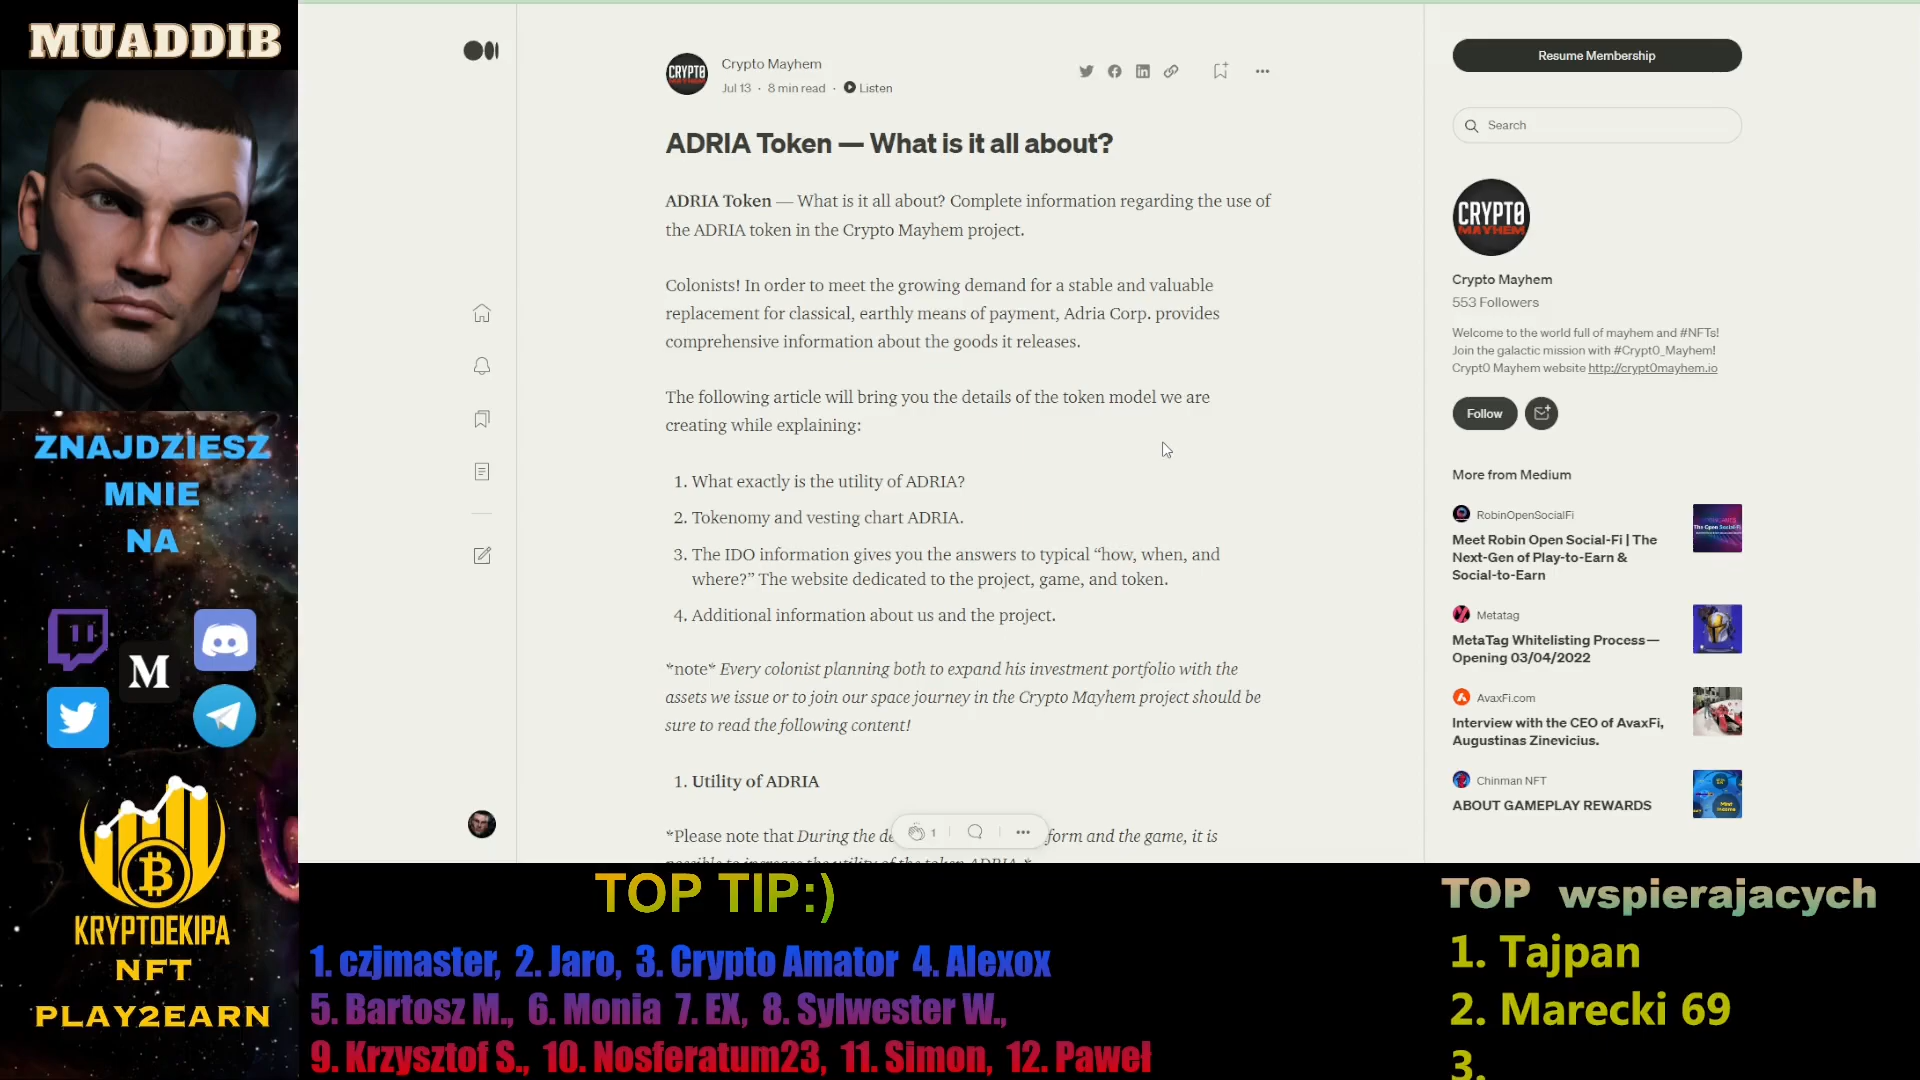 MUADDIB
ZNAJDZIESZ
MNIE
NA
M
KRYPTOEKIPA
NFT
PLAY2EARN
CRYPT0
MAYHEM
Crypto Mayhem
Jul 13 · 8 min read · Listen
ADRIA Token — What is it all about?
ADRIA Token — What is it all about? Complete information regarding the use of
the ADRIA token in the Crypto Mayhem project.
Colonists! In order to meet the growing demand for a stable and valuable
replacement for classical, earthly means of payment, Adria Corp. provides
comprehensive information about the goods it releases.
The following article will bring you the details of the token model we are
creating while explaining:
1. What exactly is the utility of ADRIA?
2. Tokenomy and vesting chart ADRIA.
3. The IDO information gives you the answers to typical “how, when, and
where?” The website dedicated to the project, game, and token.
4. Additional information about us and the project.
*note* Every colonist planning both to expand his investment portfolio with the
assets we issue or to join our space journey in the Crypto Mayhem project should be
sure to read the following content!
1. Utility of ADRIA
*Please note that During the de form and the game, it is
possible to increase the utility of the token ADRIA.*
1
Resume Membership
Search
CRYPT0
MAYHEM
Crypto Mayhem
553 Followers
Welcome to the world full of mayhem and #NFTs!
Join the galactic mission with #Crypt0_Mayhem!
Crypt0 Mayhem website http://crypt0mayhem.io
Follow
More from Medium
RobinOpenSocialFi
Meet Robin Open Social-Fi | The
Next-Gen of Play-to-Earn &
Social-to-Earn
Metatag
MetaTag Whitelisting Process—
Opening 03/04/2022
AvaxFi.com
Interview with the CEO of AvaxFi,
Augustinas Zinevicius.
Chinman NFT
ABOUT GAMEPLAY REWARDS
TOP TIP:)
1. czjmaster, 2. Jaro, 3. Crypto Amator 4. Alexox
5. Bartosz M., 6. Monia 7. EX, 8. Sylwester W.,
9. Krzysztof S., 10. Nosferatum23, 11. Simon, 12. Paweł
TOP wspierajacych
1. Tajpan
2. Marecki 69
3.